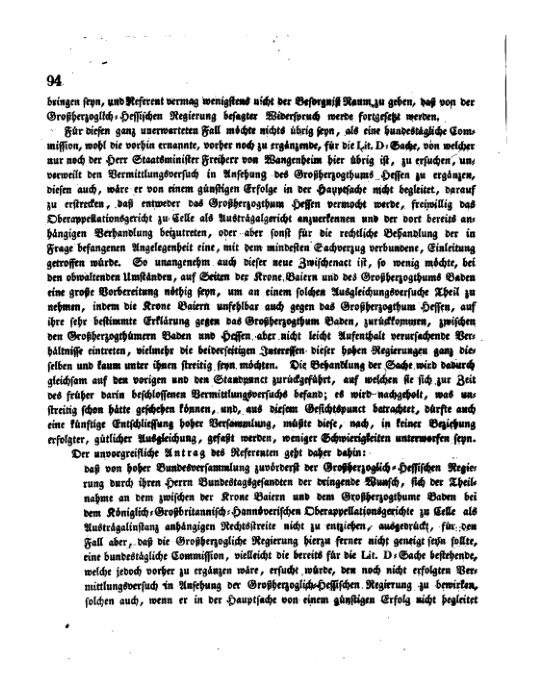 94
bringen seyn, und Referent vermag wenigstens nicht der Besorgniß Raum zu geben, daß von der
Großherzoglich-Hessischen Regierung besagter Widerspruch werde fortgesetzt werden.
Für diesen ganz unerwarteten Fall möchte nichts übrig seyn, als eine bundestägliche Com-
mission, wohl die vorhin ernannte, vorher noch zu ergänzende, für die Lit. D-Sache, von welcher
nur noch der Herr Staatsminister Freiherr von Wangenheim hier übrig ist, zu ersuchen, un-
verweilt den Vermittlungsversuch in Ansehung des Großherzogthums Hessen zu ergänzen,
diesen auch, wäre er von einem günstigen Erfolge in der Hauptsache nicht begleitet, darauf
zu erstrecken, daß entweder das Großherzogthum Hessen vermocht werde, freiwillig das
Oberappellationsgericht zu Celle als Austrägalgericht anzuerkennen und der dort bereits an-
hängigen Verhandlung beizutreten, oder aber sonst für die rechtliche Behandlung der in
Frage befangenen Angelegenheit eine, mit dem mindesten Sachverzug verbundene, Einleitung
getroffen würde. So unangenehm auch dieser neue Zwischenact ist, so wenig möchte, bei
den obwaltenden Umständen, auf Seiten der Krone Baiern und des Großherzogthums Baden
eine große Vorbereitung nöthig seyn, um an einem solchen Ausgleichungsversuche Theil zu
nehmen, indem die Krone Baiern unfehlbar auch gegen das Großherzogthum Hessen, auf
ihre sehr bestimmte Erklärung gegen das Großherzogthum Baden, zurückkommen, zwischen
den Großherzogthümern Baden und Hessen aber nicht leicht Aufenthalt verursachende Ver-
hältnisse eintreten, vielmehr die beiderseitigen Interessen dieser hohen Regierungen ganz die-
selben und kaum unter ihnen streitig seyn möchten. Die Behandlung der Sache wird dadurch
gleichsam auf den vorigen und den Standpunct zurückgeführt, auf welchen sie sich zur Zeit
des früher darin beschlossenen Vermittlungsversuchs befand; es wird nachgeholt, was un-
streitig schon hätte geschehen können, und, aus diesem Gesichtspunct betrachtet, dürfte auch
eine künftige Entschliessung hoher Versammlung, müßte diese, nach, in keiner Beziehung
erfolgter, gütlicher Ausgleichung, gefaßt werden, weniger Schwierigkeiten unterworfen seyn.
Der unvorgreifliche Antrag des Referenten geht daher dahin:
daß von hoher Bundesversammlung zuvörderst der Großherzoglich-Hessischen Regie-
rung durch ihren Herrn Bundestagsgesandten der dringende Wunsch, sich der Theil-
nahme an dem zwischen der Krone Baiern und dem Großherzogthume Baden bei
dem Königlich-Großbritannisch-Hannöverischen Oberappellationsgerichte zu Celle als
Austrägalinstanz anhängigen Rechtsstreite nicht zu entziehen, ausgedrückt, für den
Fall aber, daß die Großherzogliche Regierung hierzu ferner nicht geneigt seyn sollte,
eine bundestägliche Commission, vielleicht die bereits für die Lit. D-Sache bestehende,
welche jedoch vorher zu ergänzen wäre, ersucht würde, den noch nicht erfolgten Ver-
mittlungsversuch in Ansehung der Großherzoglich-Hessischen Regierung zu bewirken,
solchen auch, wenn er in der Hauptsache von einem günstigen Erfolg nicht begleitet